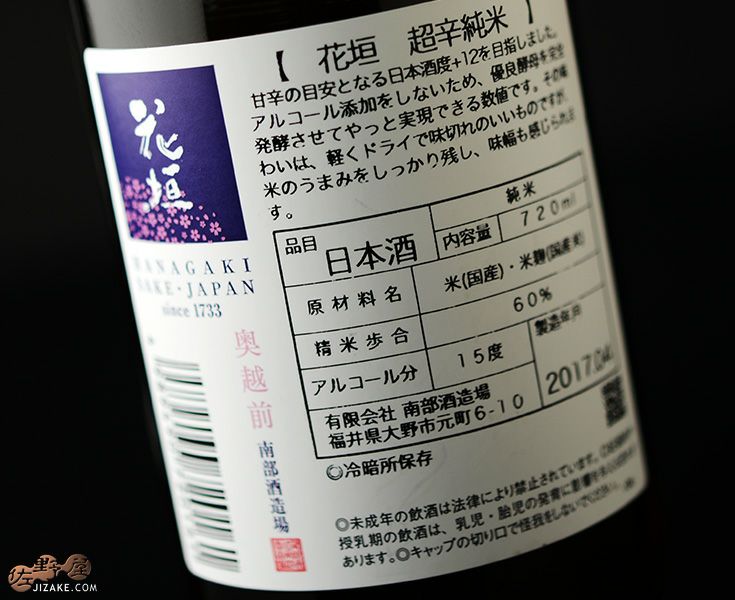 【 花垣 超辛純米 】
甘辛の目安となる日本酒度+12を目指しました。
アルコール添加をしないため、優良酵母を完全
発酵させてやっと実現できる数値です。その味
わいは、軽くドライで味切れのいいものですが、
米のうまみをしっかり残し、味幅も感じられま
す。
花垣
HANAGAKI
SAKE・JAPAN
since 1733
奥越前
南部酒造場
品目 日本酒 純米
内容量 720ml
原材料名 米(国産)・米麹(国産米)
精米歩合 60%
アルコール分 15度
製造年月 2017.04
有限会社 南部酒造場
福井県大野市元町6-10
◎冷暗所保存
◎未成年の飲酒は法律により禁止されています。
授乳期の飲酒は、乳児・胎児の発育に影響を
あります。◎キャップの切り口で怪我をしないでください。
佐野屋
JIZAKE.COM